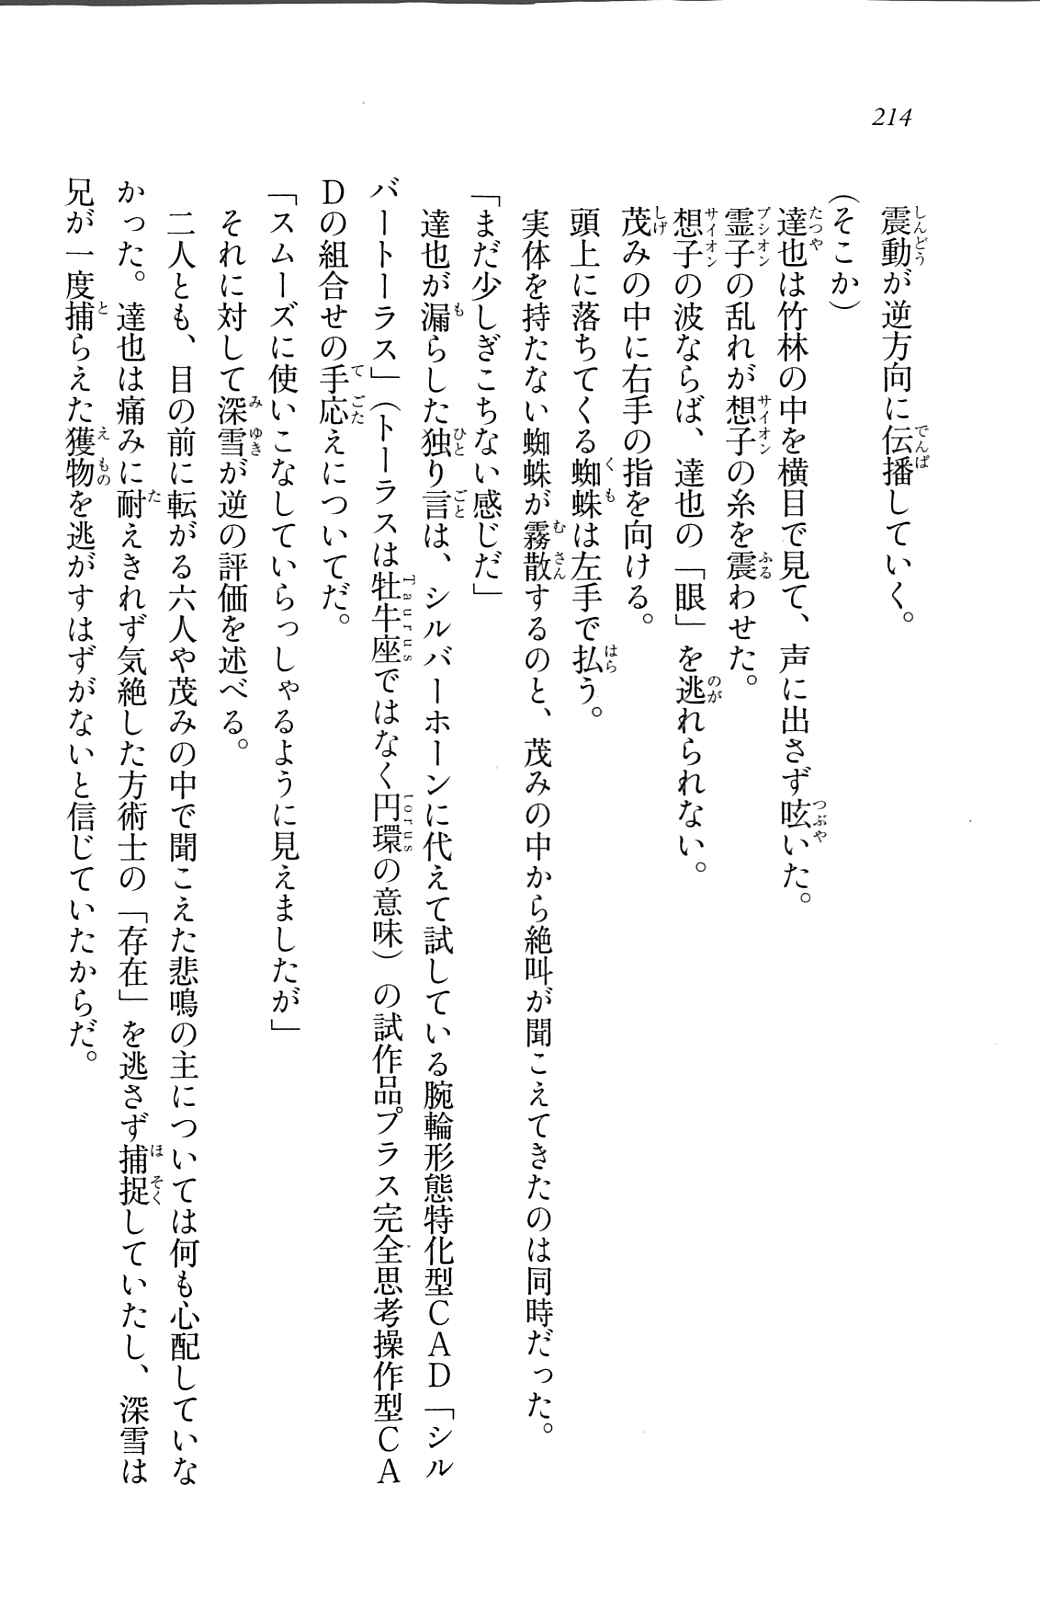 214
震動が逆方向に伝播していく。
（そこか）
達也は竹林の中を横目で見て、声に出さず呟いた。
霊子の乱れが想子の糸を震わせた。
想子の波ならば、達也の「眼」を逃れられない。
茂みの中に右手の指を向ける。
頭上に落ちてくる蜘蛛は左手で払う。
実体を持たない蜘蛛が霧散するのと、茂みの中から絶叫が聞こえてきたのは同時だった。
「まだ少しぎこちない感じだ」
達也が漏らした独り言は、シルバーホーンに代えて試している腕輪形態特化型ＣＡＤ「シル
バートーラス」（トーラスは牡牛座ではなく円環の意味）の試作品プラス完全思考操作型ＣＡ
Ｄの組合せの手応えについてだ。
「スムーズに使いこなしていらっしゃるように見えましたが」
それに対して深雪が逆の評価を述べる。
二人とも、目の前に転がる六人や茂みの中で聞こえた悲鳴の主については何も心配していな
かった。達也は痛みに耐えきれず気絶した方術士の「存在」を逃さず捕捉していたし、深雪は
兄が一度捕らえた獲物を逃がすはずがないと信じていたからだ。